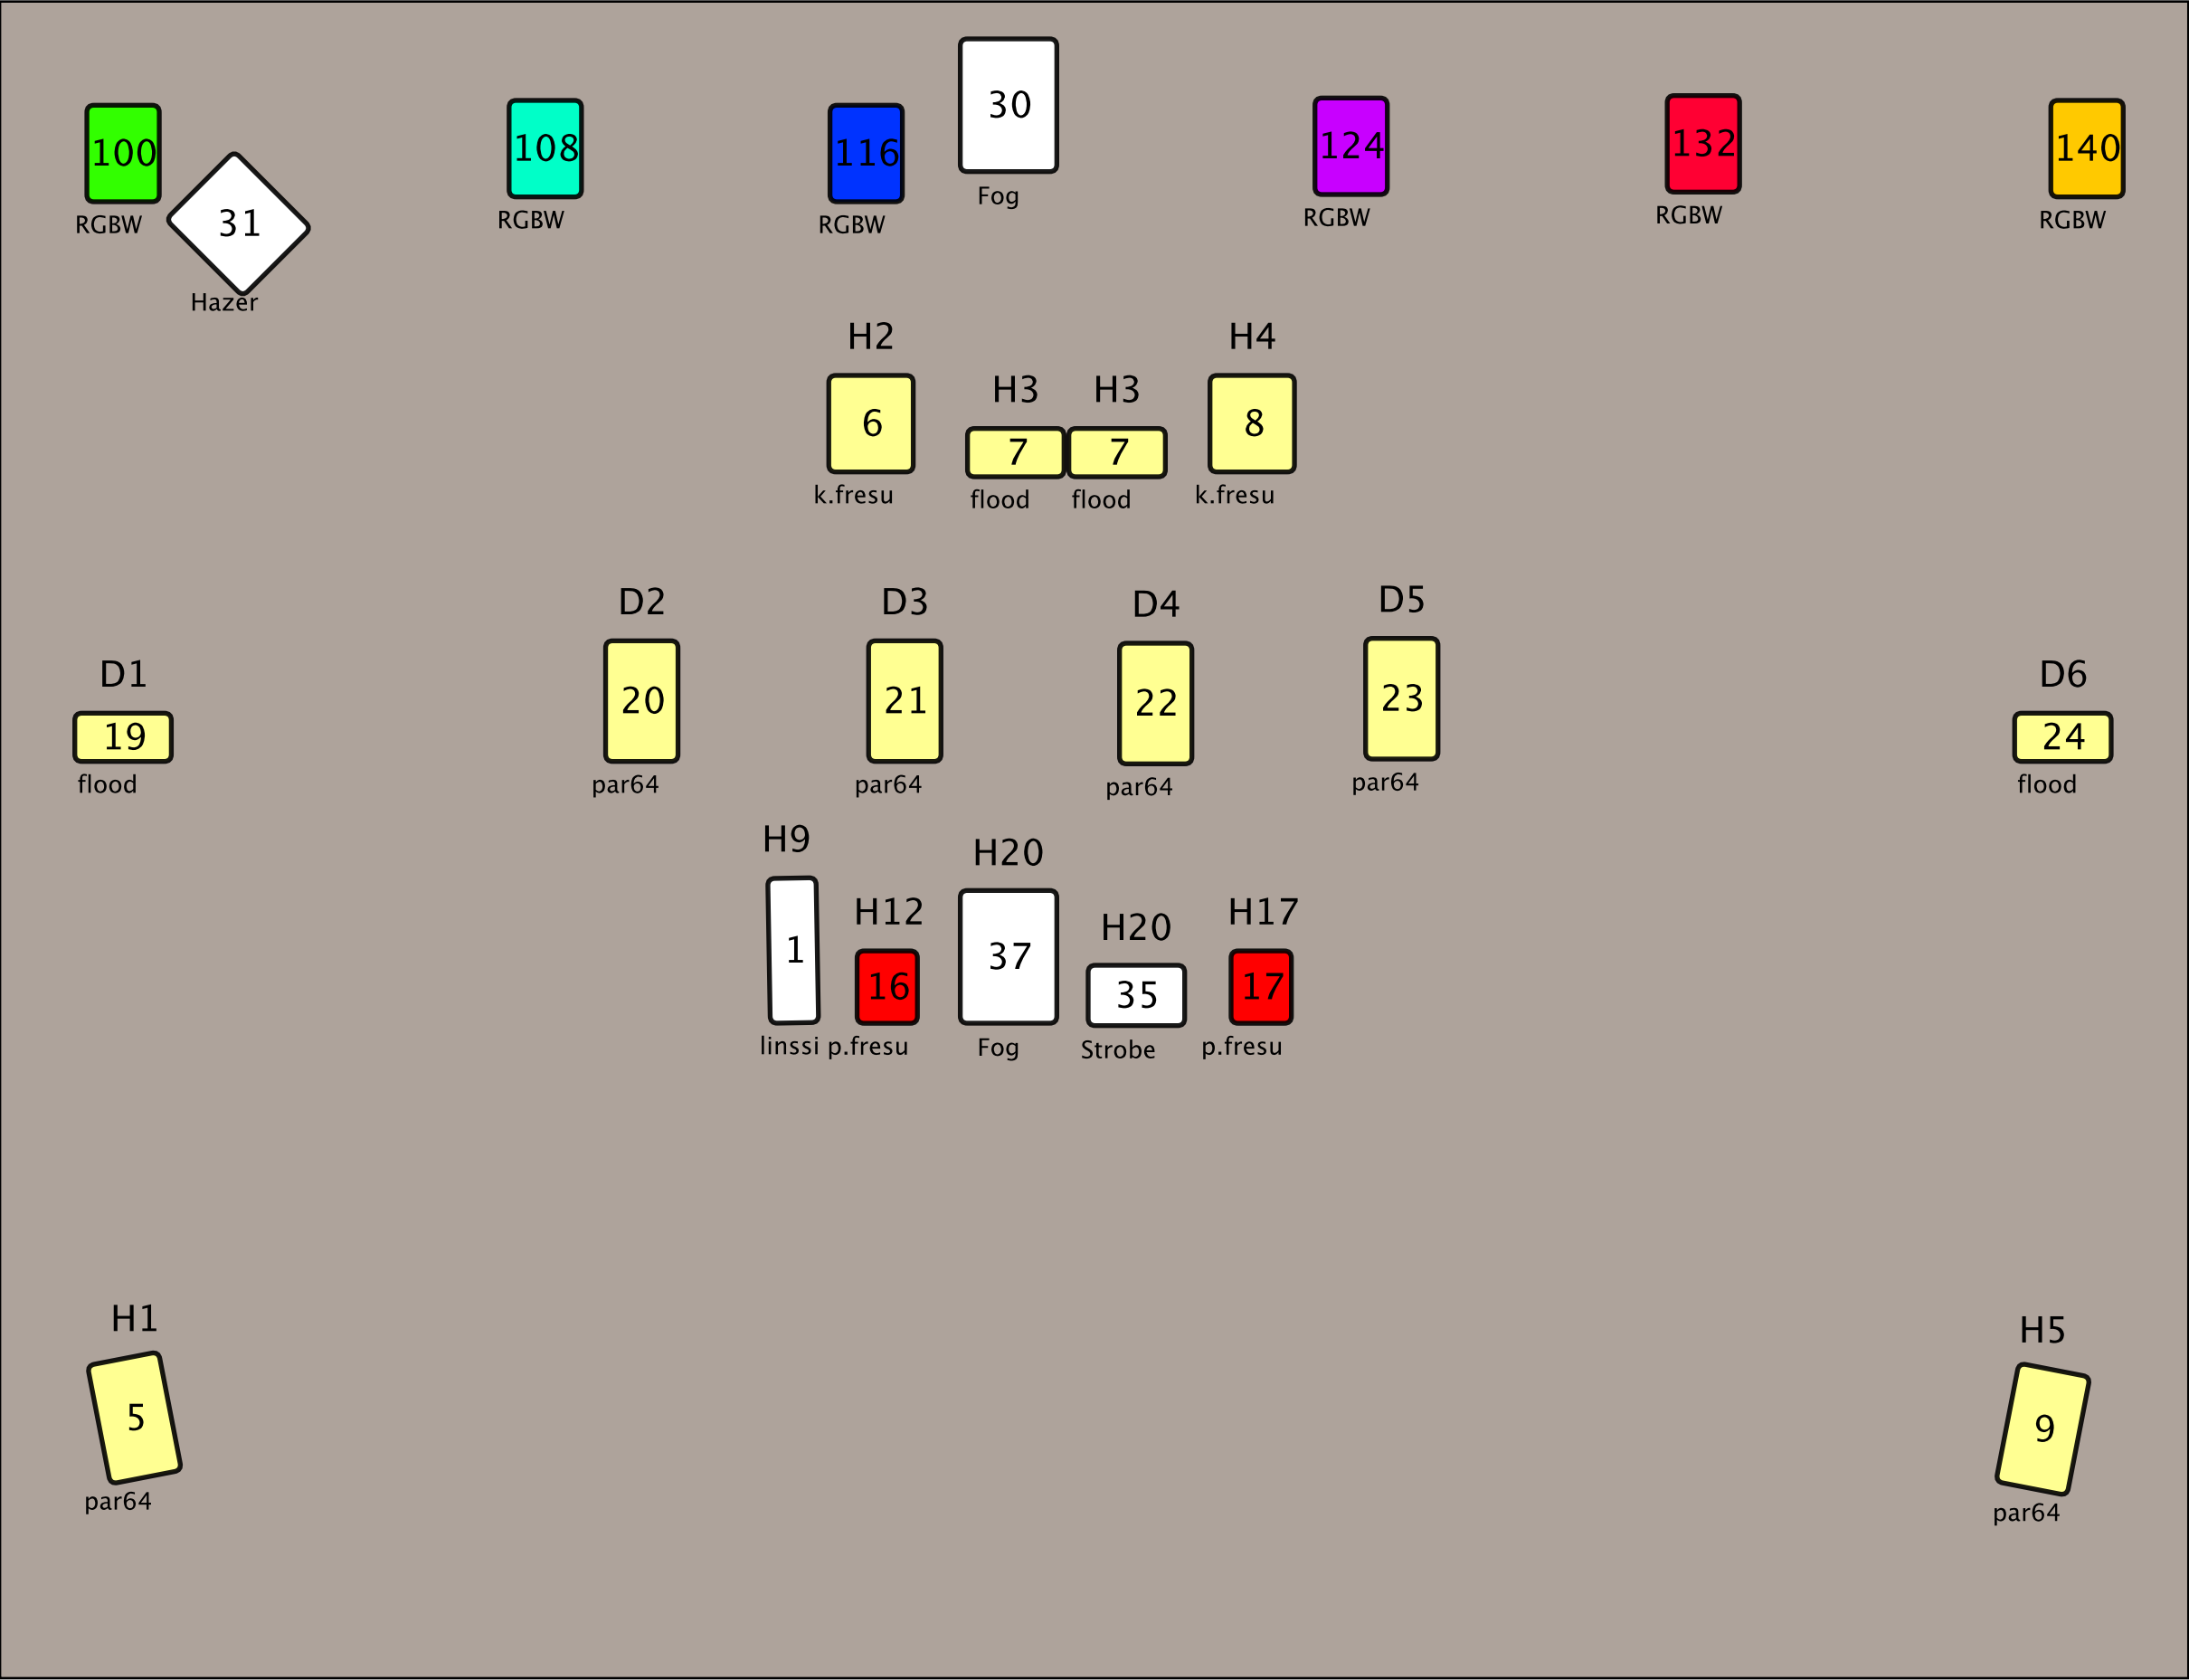 30
100
108
116
124
132
140
Fog
RGBW
RGBW
RGBW
RGBW
RGBW
RGBW
31
Hazer
H2
H4
H3
H3
6
7
7
8
k.fresu
flood
flood
k.fresu
D2
D3
D4
D5
D1
D6
20
21
22
23
19
24
par64
par64
par64
par64
flood
flood
H9
H20
H12
H20
H17
1
16
37
35
17
linssi
p.fresu
Fog
Strobe
p.fresu
H1
H5
5
9
par64
par64